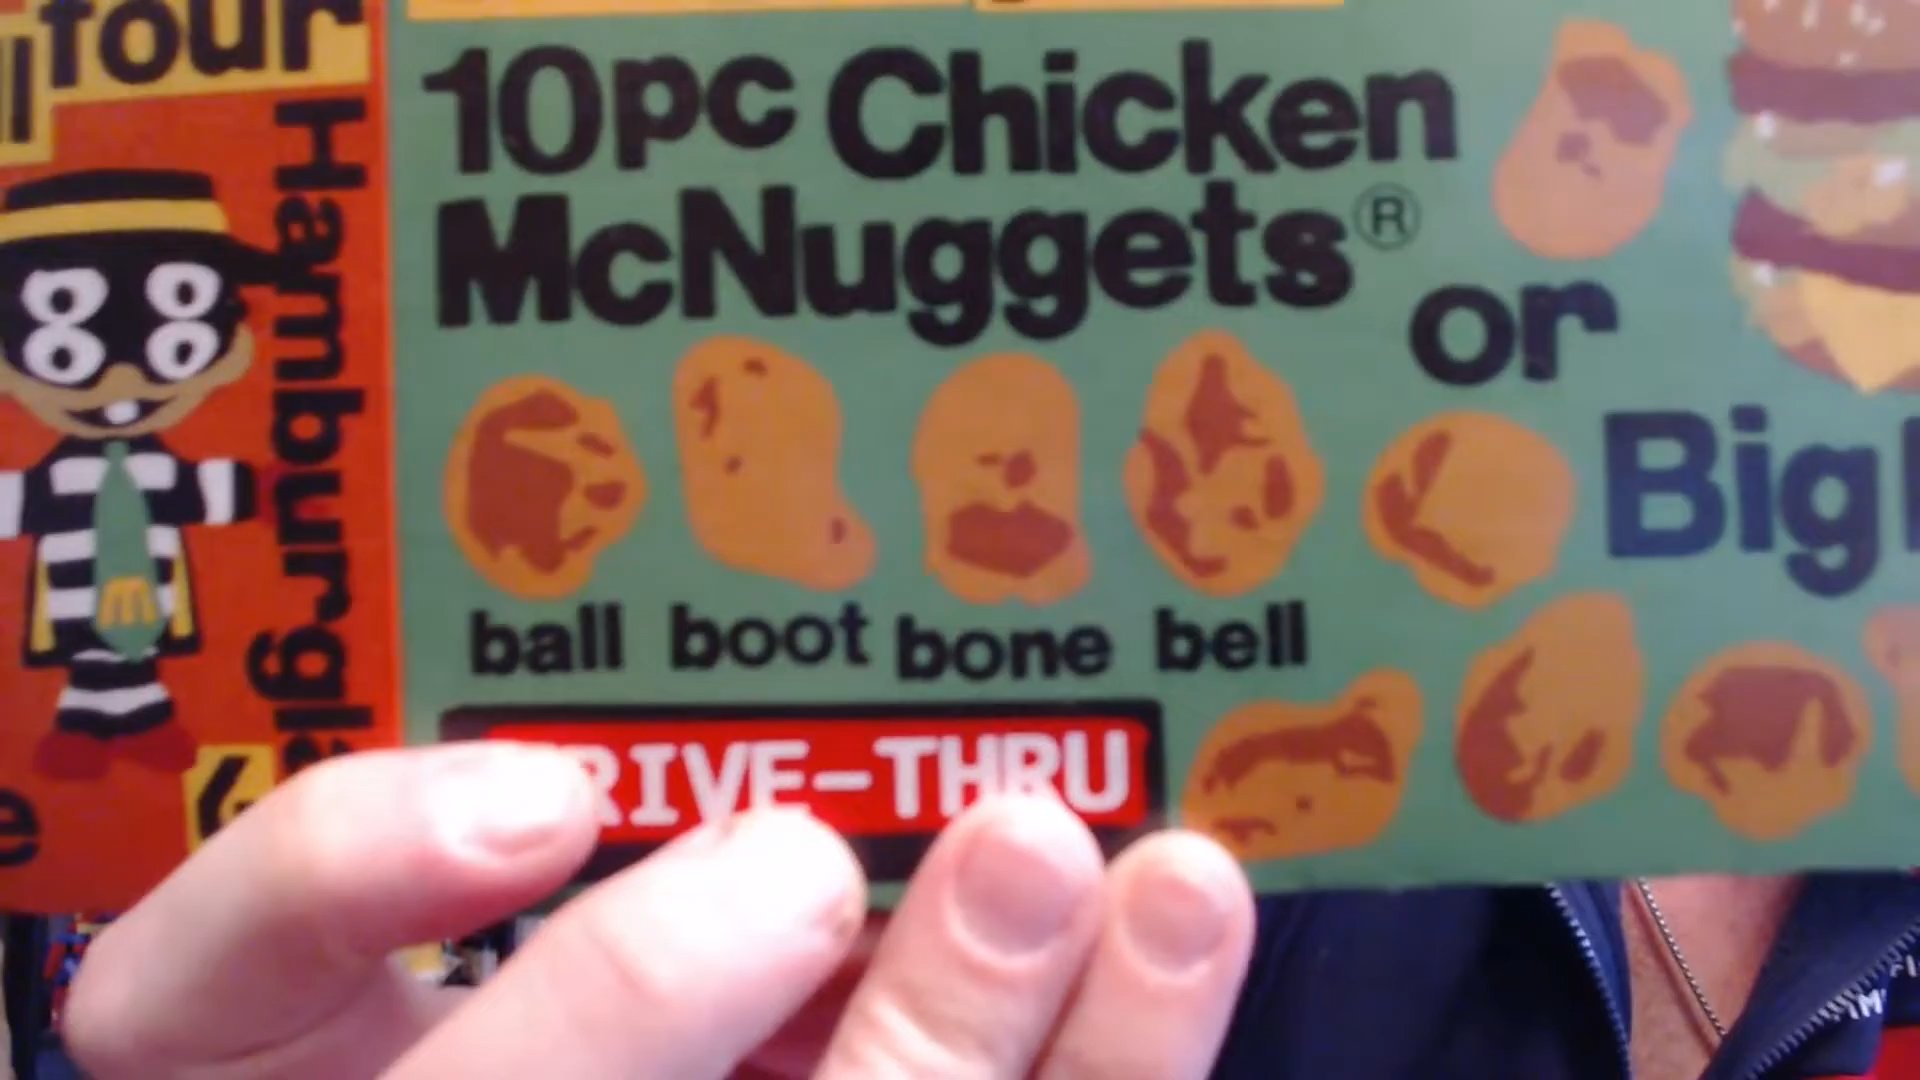 four
Hamburgla
10pc Chicken
McNuggets®
or
Big
ball boot bone bell
RIVE-THRU
e